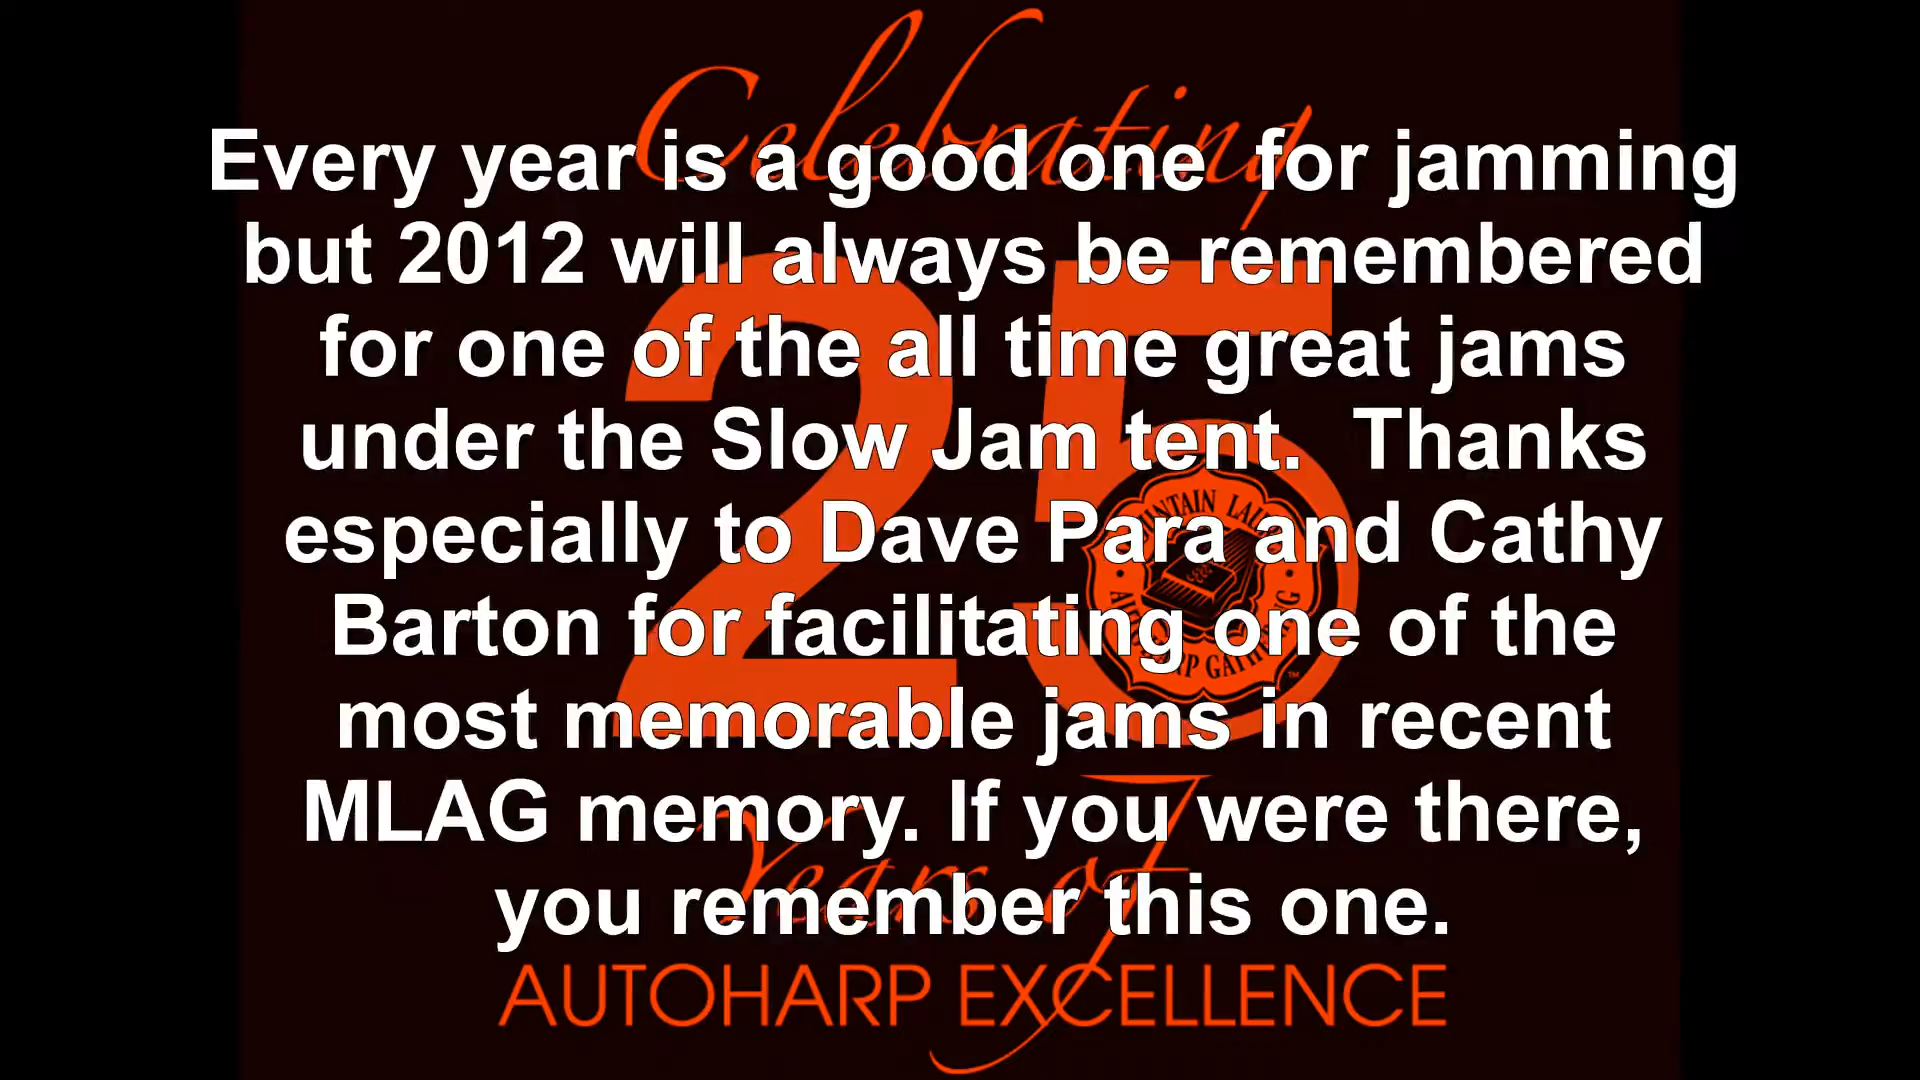 Celebrating
Every year is a good one  for jamming
but 2012 will always be remembered
for one of the all time great jams
under the Slow Jam tent.  Thanks
especially to Dave Para and Cathy
Barton for facilitating one of the
most memorable jams in recent
MLAG memory. If you were there,
you remember this one.
25
Years of
AUTOHARP EXCELLENCE
TM